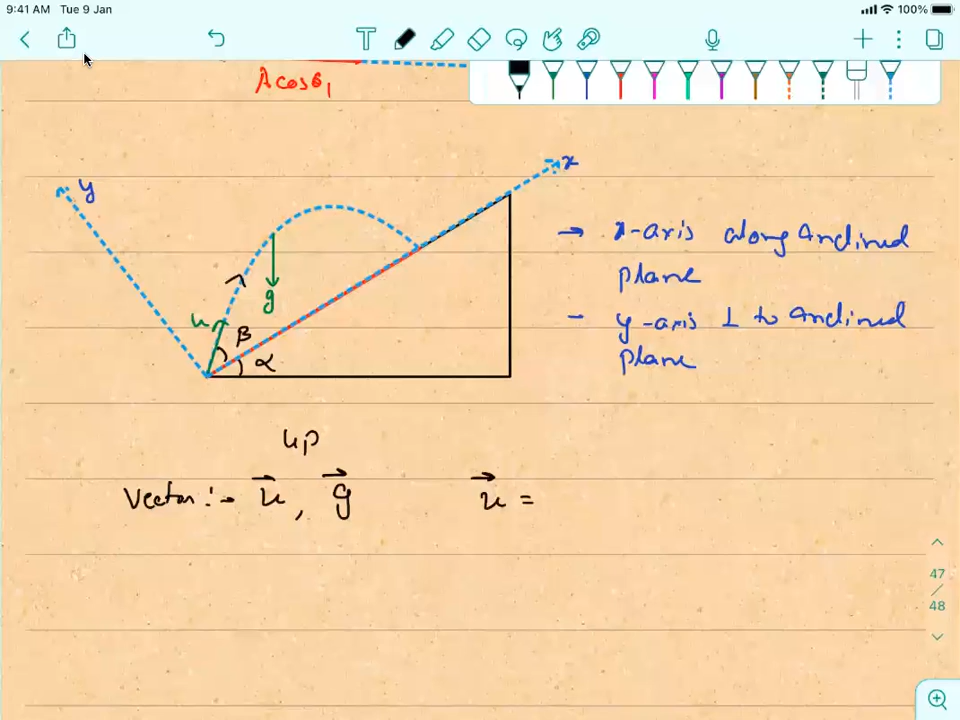 9:41 AM Tue 9 Jan
100%
A cosθ₁
y
x
→ x-axis along Inclined
plane
g
u
β
α
- y-axis ⊥ to Inclined
plane
up
Vector :- u⃗, g⃗ u⃗ =
47
/
48